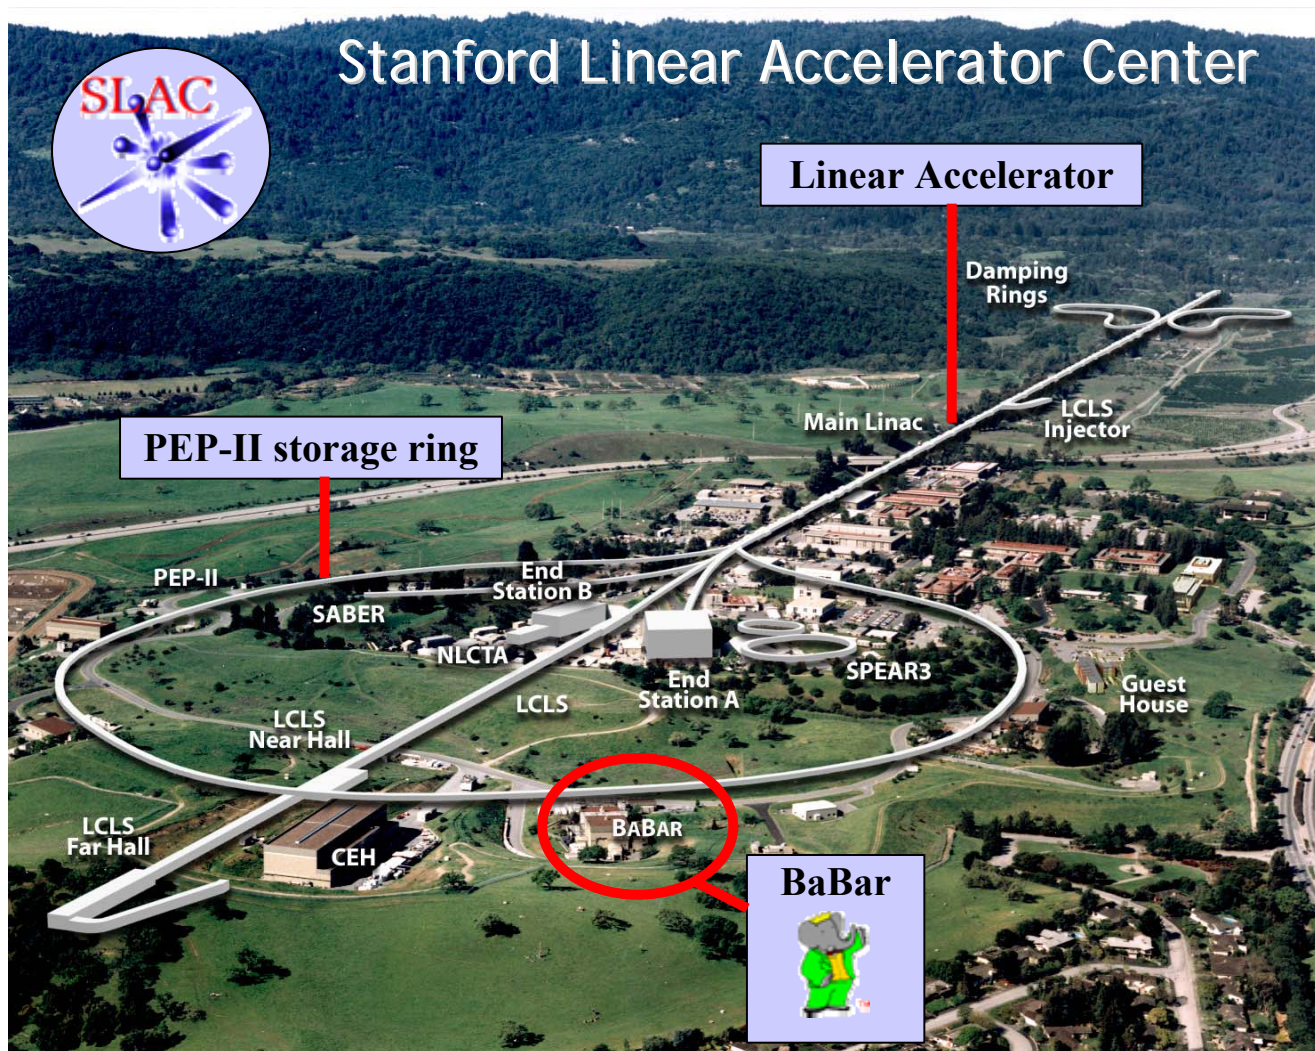 Stanford Linear Accelerator Center
SLAC
Linear Accelerator
Damping
Rings
Main Linac
LCLS
Injector
PEP-II storage ring
PEP-II
SABER
End
Station B
NLCTA
End
Station A
SPEAR3
Guest
House
LCLS
LCLS
Near Hall
LCLS
Far Hall
CEH
BABAR
BaBar